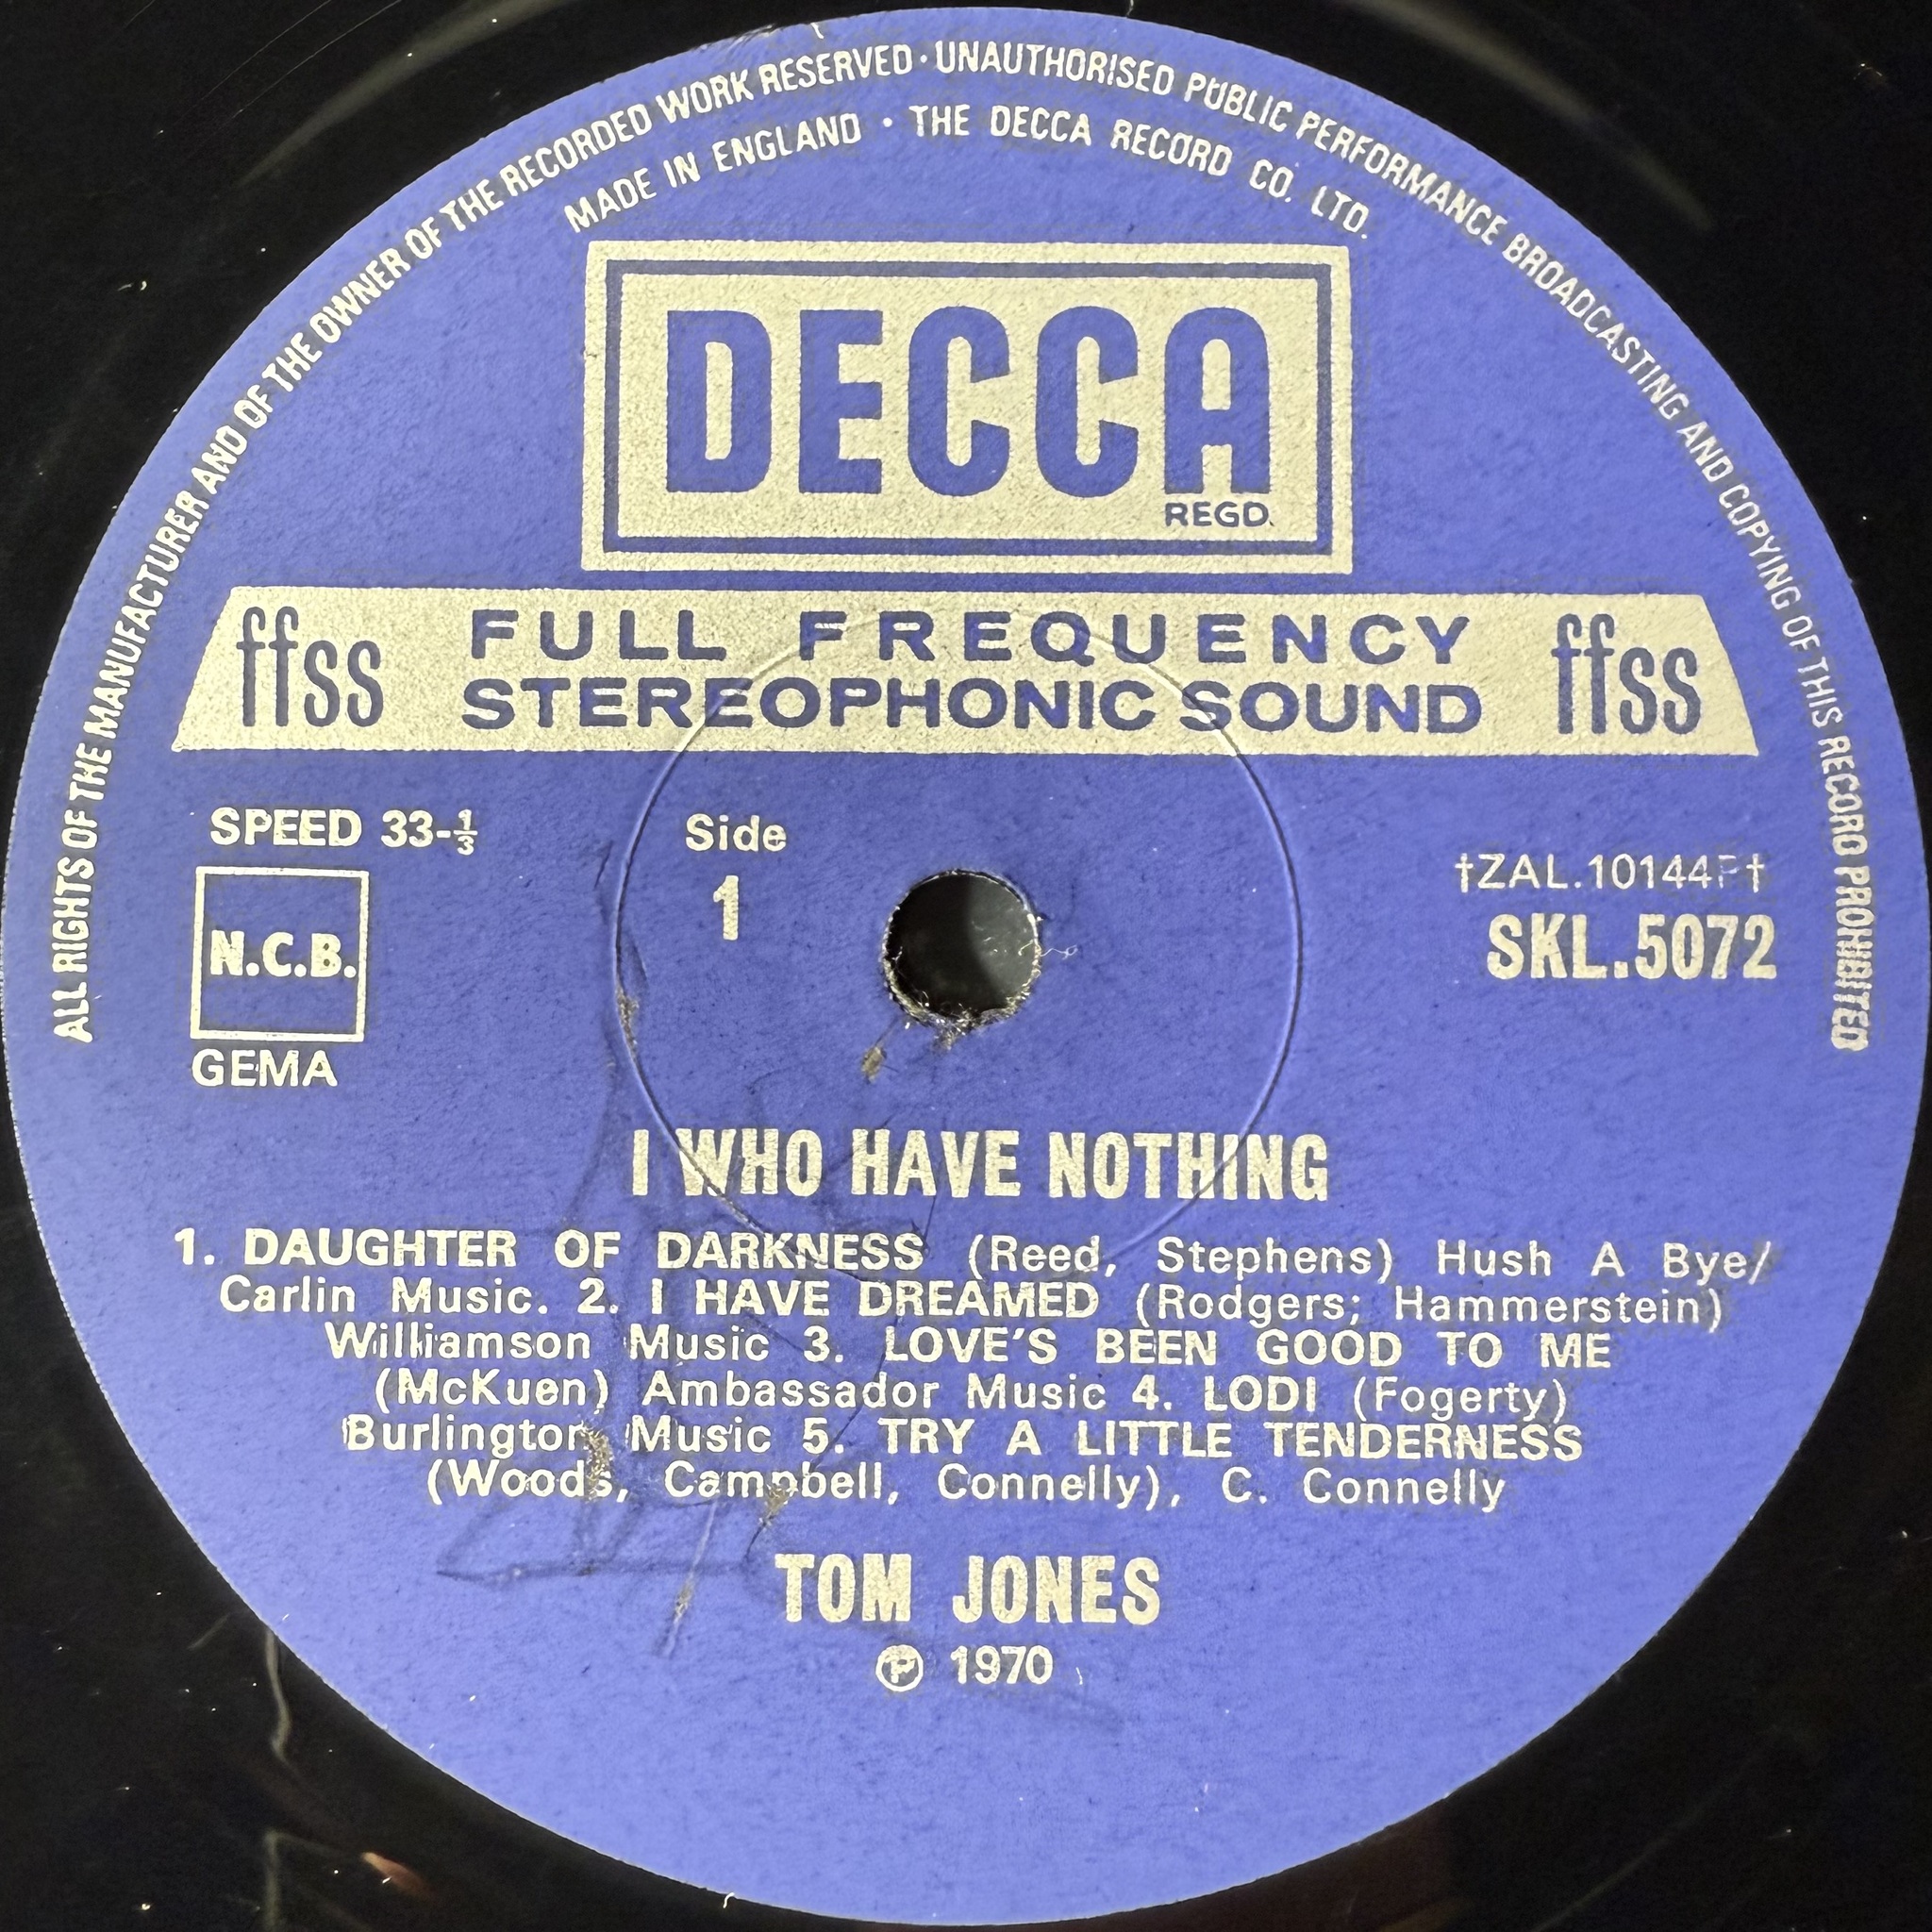 ALL RIGHTS OF THE MANUFACTURER AND OF THE OWNER OF THE RECORDED WORK RESERVED · UNAUTHORISED PUBLIC PERFORMANCE BROADCASTING AND COPYING OF THIS RECORD PROHIBITED
MADE IN ENGLAND · THE DECCA RECORD CO. LTD.
DECCA
REGD.
ffss FULL FREQUENCY ffss
STEREOPHONIC SOUND
SPEED 33-⅓
Side
1
†ZAL.10144P†
SKL.5072
N.C.B.
GEMA
I WHO HAVE NOTHING
1. DAUGHTER OF DARKNESS (Reed, Stephens) Hush A Bye/
Carlin Music. 2. I HAVE DREAMED (Rodgers; Hammerstein)
Williamson Music 3. LOVE'S BEEN GOOD TO ME
(McKuen) Ambassador Music 4. LODI (Fogerty)
Burlington Music 5. TRY A LITTLE TENDERNESS
(Woods, Campbell, Connelly), C. Connelly
TOM JONES
℗ 1970